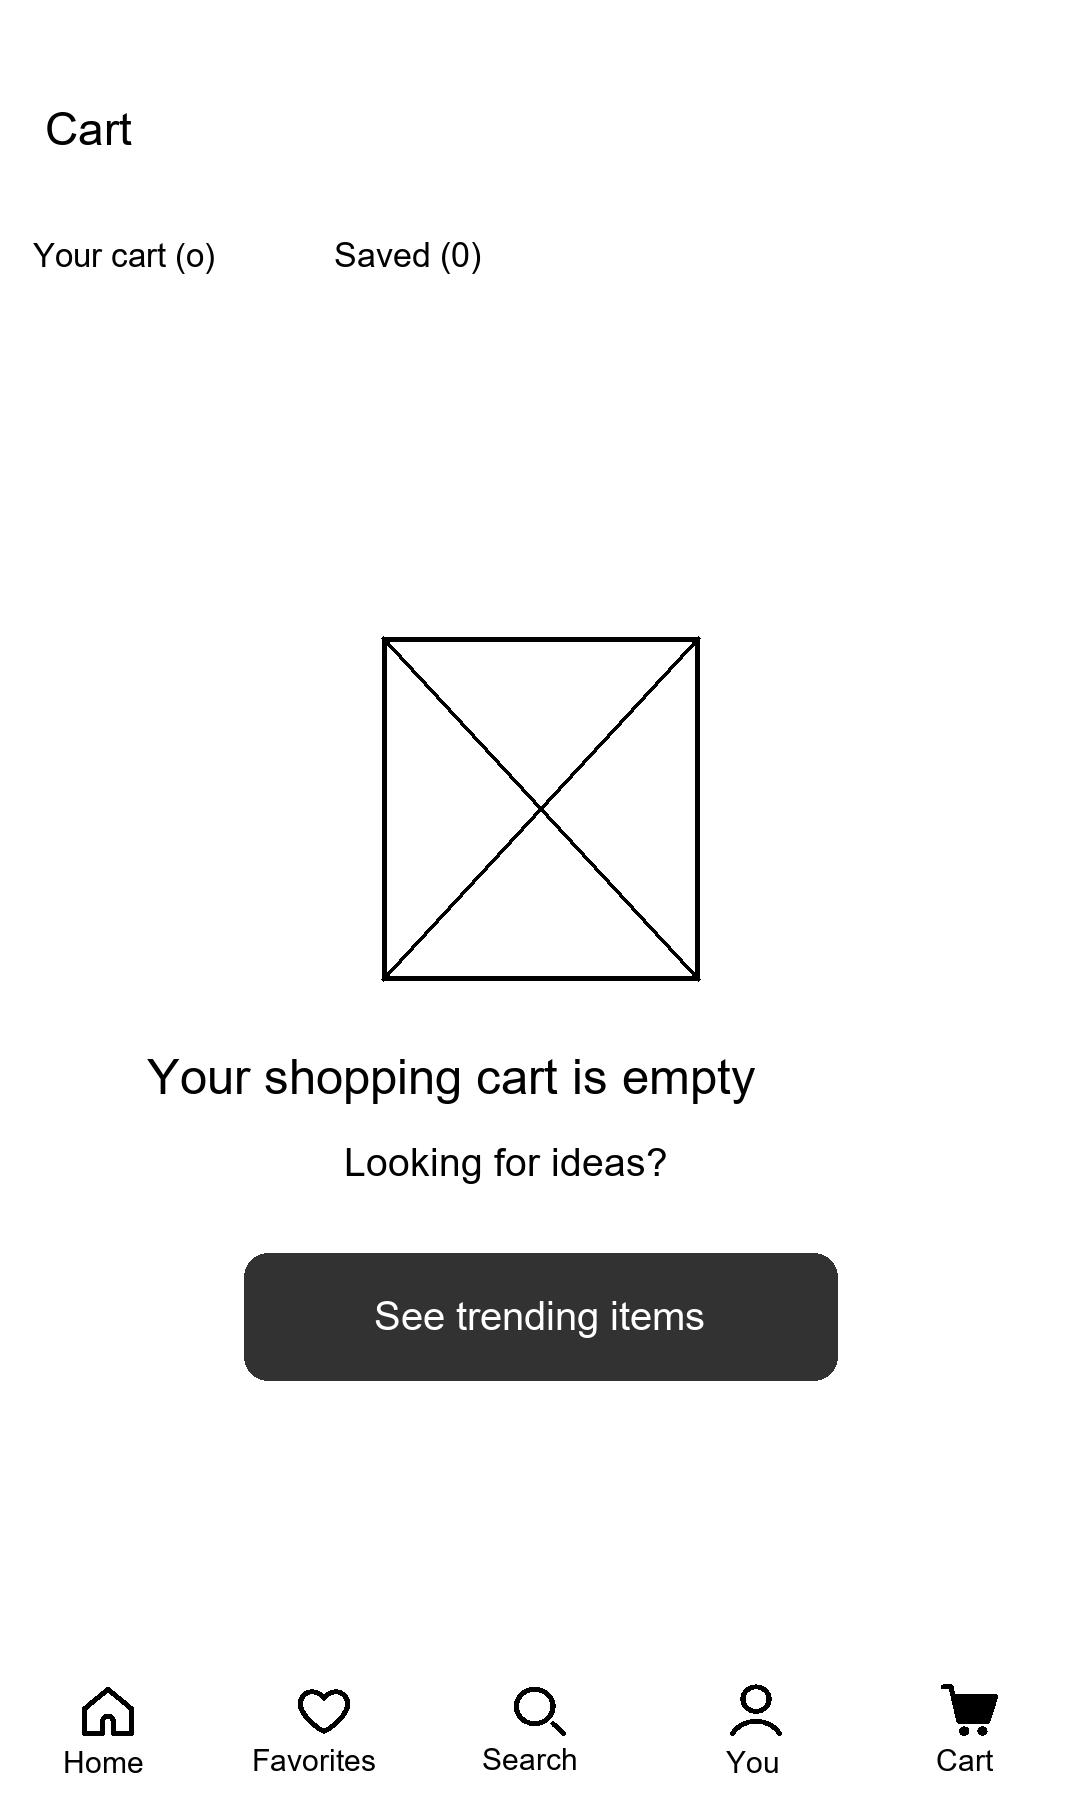 Cart
Your cart (o) Saved (0)
Your shopping cart is empty
Looking for ideas?
See trending items
Home Favorites Search You Cart